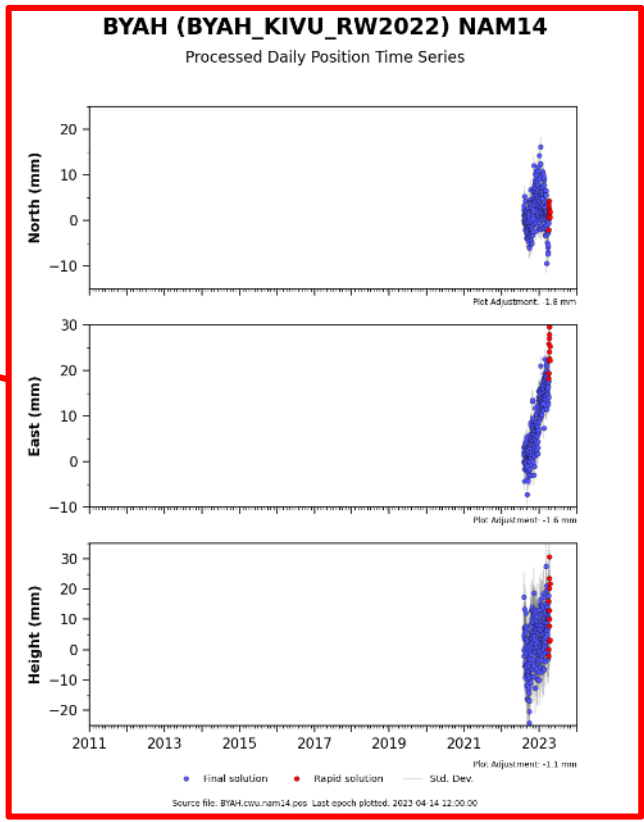 BYAH (BYAH_KIVU_RW2022) NAM14
Processed Daily Position Time Series
North (mm)
20
10
0
−10
Plot Adjustment: -1.8 mm
East (mm)
30
20
10
0
−10
Plot Adjustment: -1.6 mm
Height (mm)
30
20
10
0
−10
−20
2011 2013 2015 2017 2019 2021 2023
Plot Adjustment: -1.1 mm
Final solution Rapid solution Std. Dev.
Source file: BYAH.cwu.nam14.pos Last epoch plotted: 2023-04-14 12:00:00